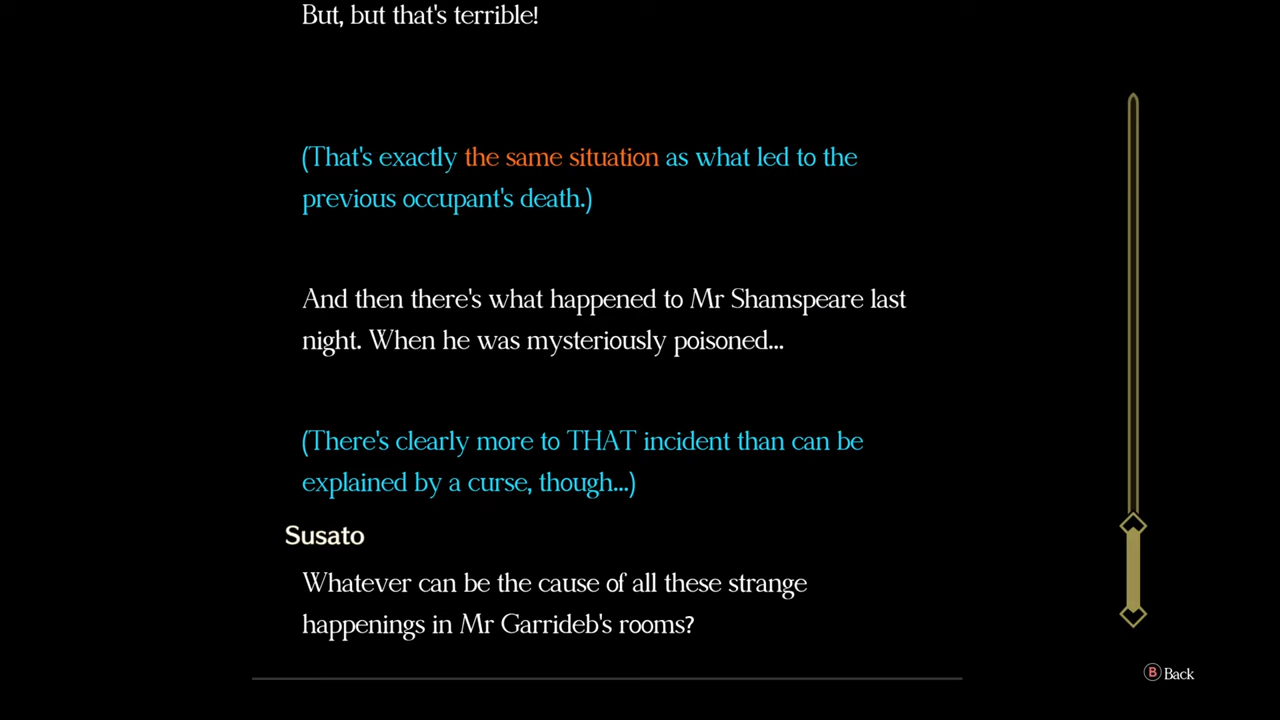 But, but that's terrible!
(That's exactly the same situation as what led to the
previous occupant's death.)
And then there's what happened to Mr Shamspeare last
night. When he was mysteriously poisoned...
(There's clearly more to THAT incident than can be
explained by a curse, though...)
Susato
Whatever can be the cause of all these strange
happenings in Mr Garrideb's rooms?
B Back